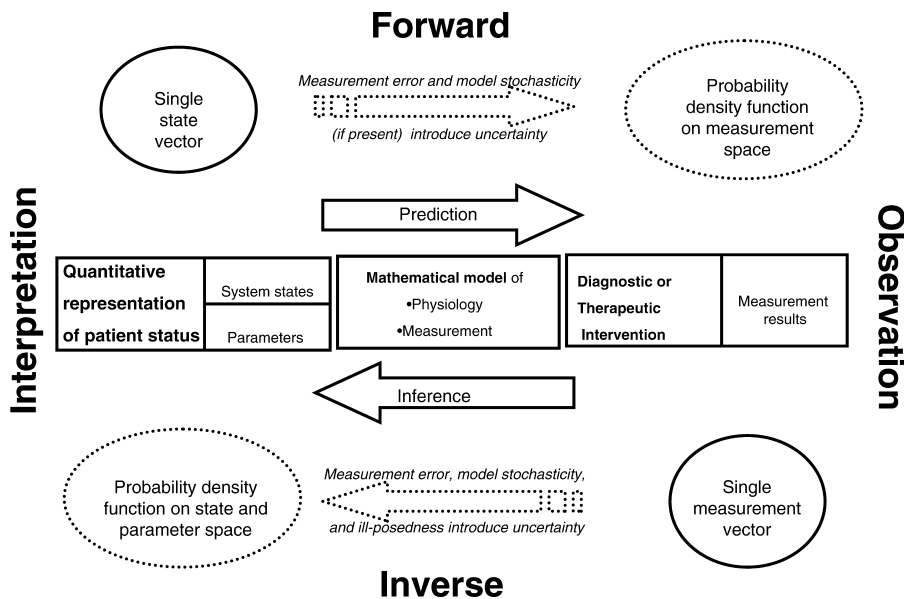 Forward
Single
state
vector
Measurement error and model stochasticity
(if present) introduce uncertainty
Probability
density function
on measurement
space
Prediction
Interpretation
Quantitative
representation
of patient status
System states
Parameters
Mathematical model of
•Physiology
•Measurement
Diagnostic or
Therapeutic
Intervention
Measurement
results
Observation
Inference
Probability density
function on state and
parameter space
Measurement error, model stochasticity,
and ill-posedness introduce uncertainty
Single
measurement
vector
Inverse